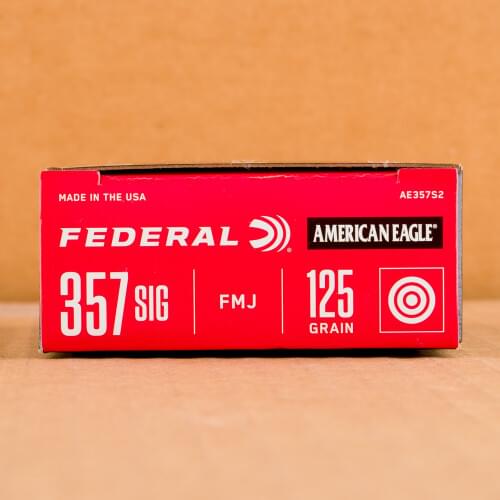 MADE IN THE USA AE357S2
FEDERAL® AMERICAN EAGLE®
357 SIG FMJ 125 GRAIN